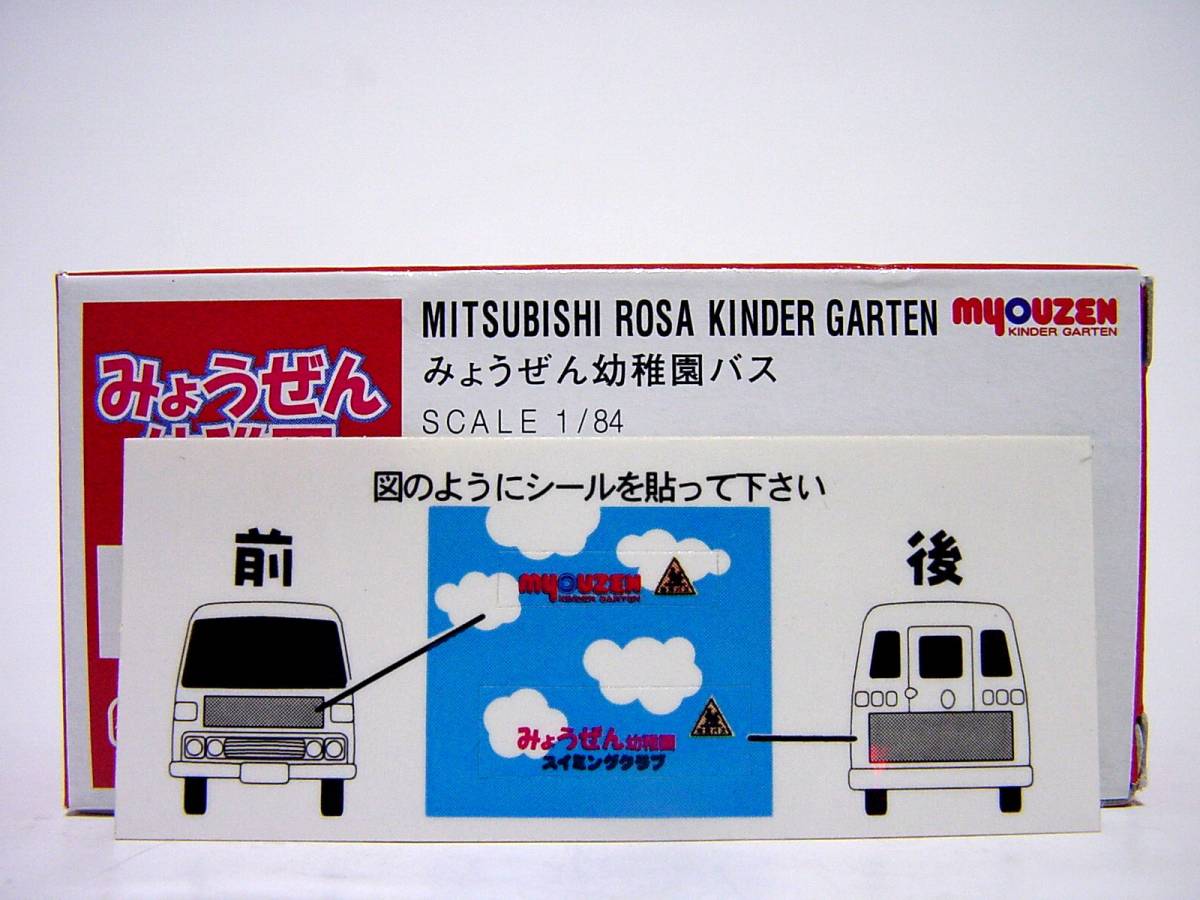 MITSUBISHI ROSA KINDER GARTEN
myouzen
KINDER GARTEN
みょうぜん幼稚園バス
SCALE 1/84
みょうぜん
図のようにシールを貼って下さい
前
後
myouzen
KINDER GARTEN
みょうぜん幼稚園
スイミングクラブ